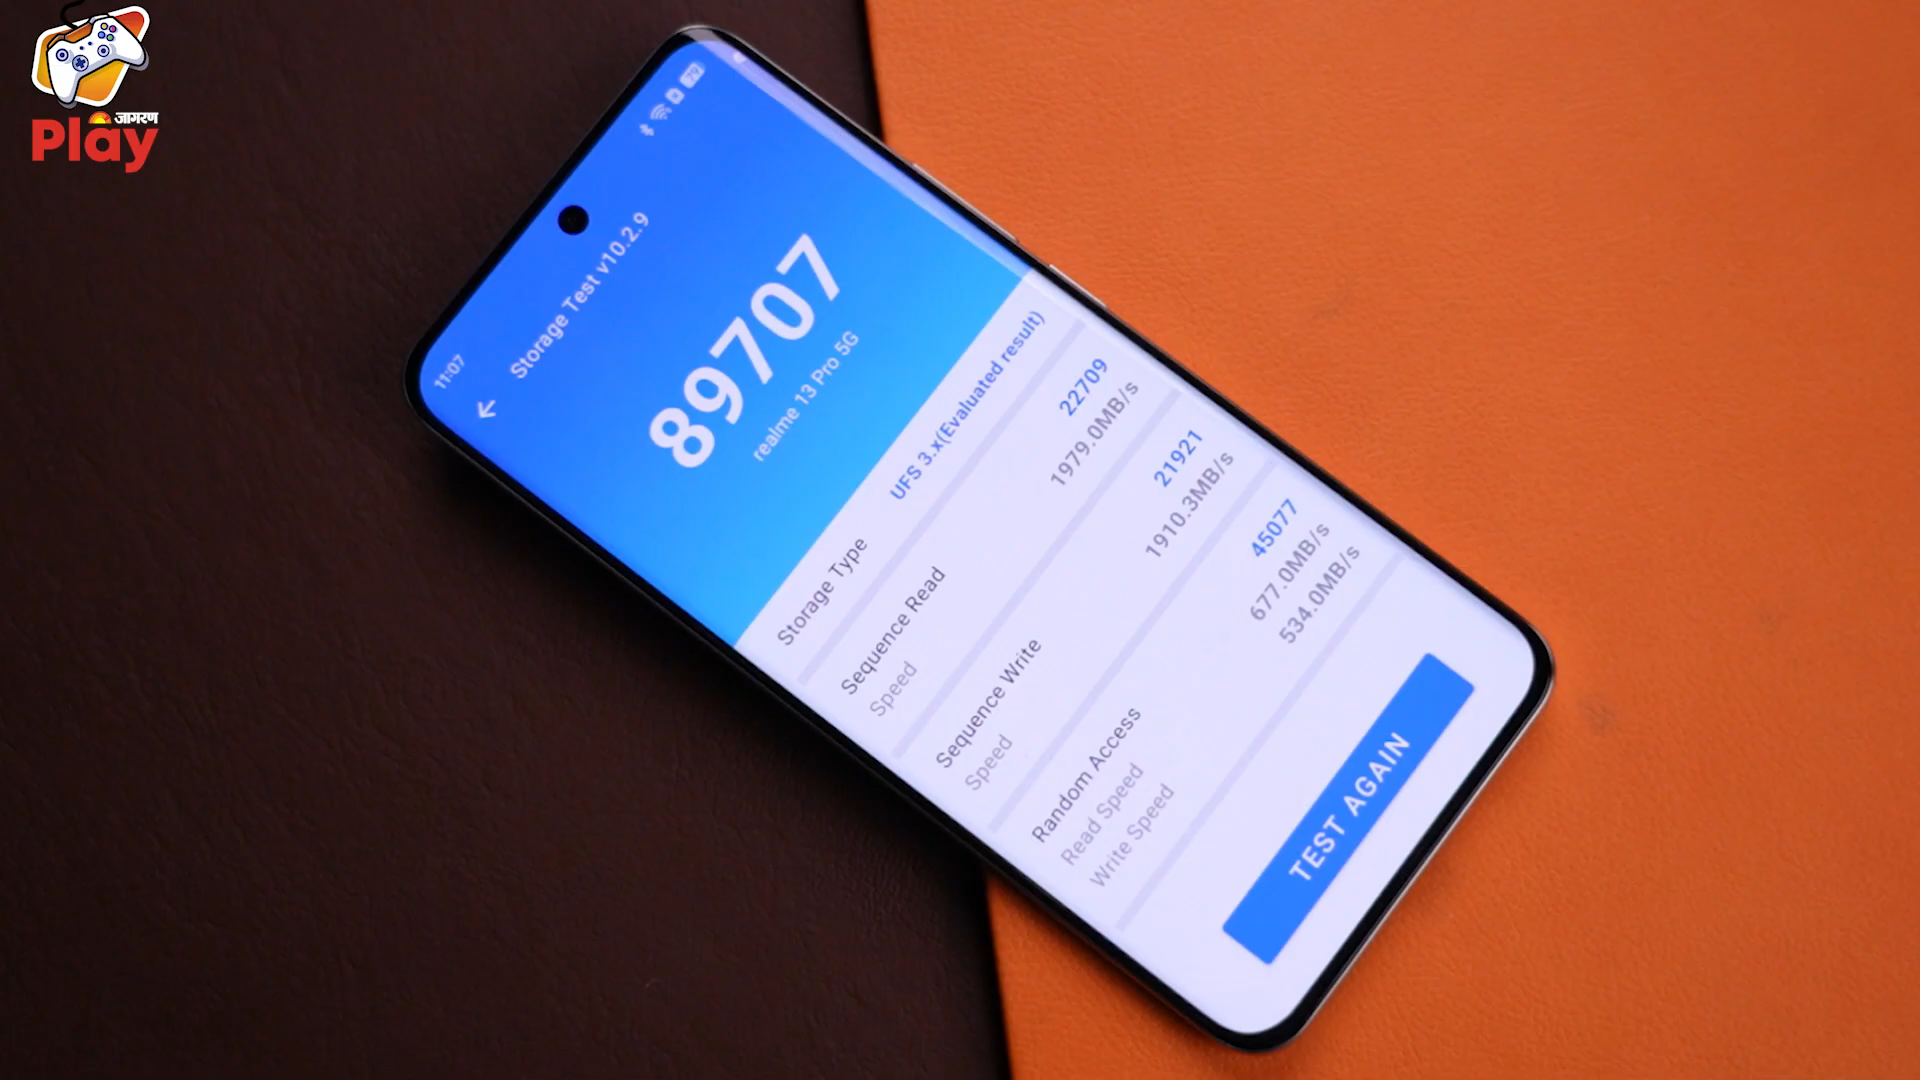 जागरण
Play
11:07
79
Storage Test v10.2.9
89707
realme 13 Pro 5G
Storage Type UFS 3.x(Evaluated result)
Sequence Read 22709
Speed 1979.0MB/s
Sequence Write 21921
Speed 1910.3MB/s
Random Access 45077
Read Speed 677.0MB/s
Write Speed 534.0MB/s
TEST AGAIN